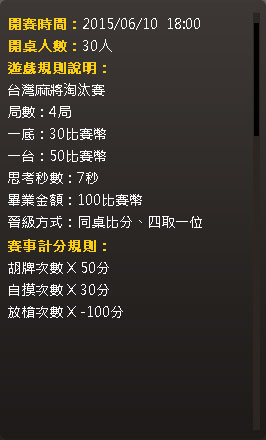 開賽時間：2015/06/10 18:00
開桌人數：30人
遊戲規則說明：
台灣麻將淘汰賽
局數：4局
一底：30比賽幣
一台：50比賽幣
思考秒數：7秒
畢業金額：100比賽幣
晉級方式：同桌比分、四取一位
賽事計分規則：
胡牌次數╳50分
自摸次數╳30分
放槍次數╳-100分